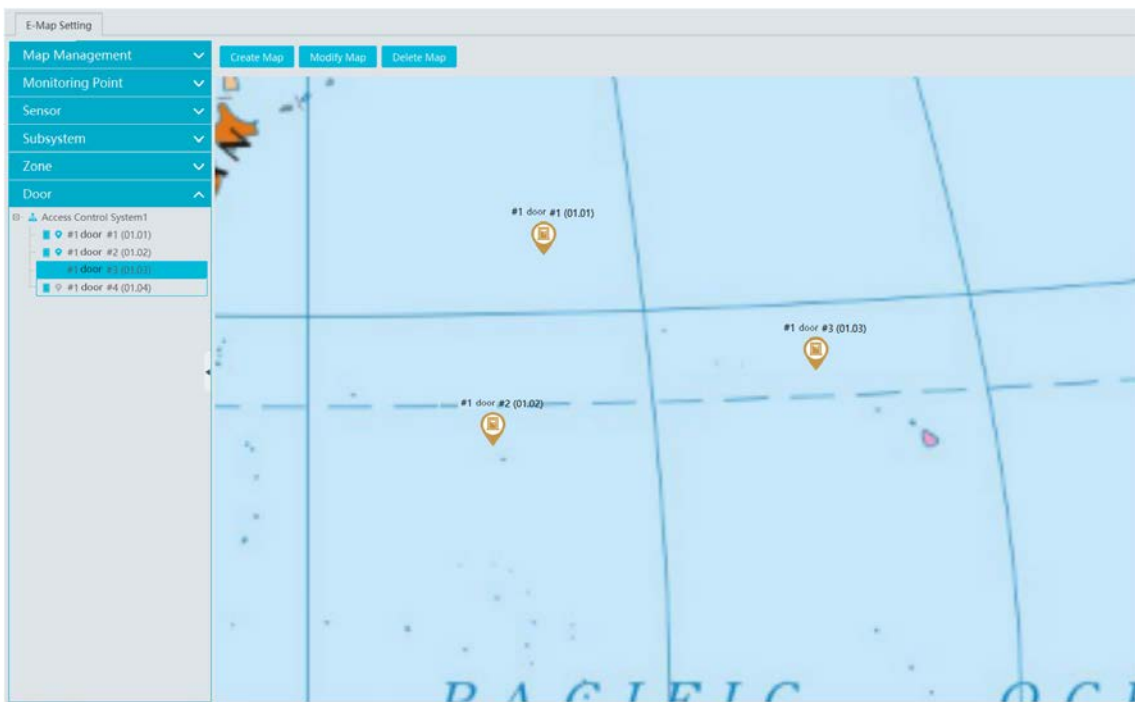 E-Map Setting
Map Management
Monitoring Point
Sensor
Subsystem
Zone
Door
Access Control System1
#1 door #1 (01.01)
#1 door #2 (01.02)
#1 door #3 (01.03)
#1 door #4 (01.04)
Create Map Modify Map Delete Map
#1 door #1 (01.01)
#1 door #3 (01.03)
#1 door #2 (01.02)
PACIFIC